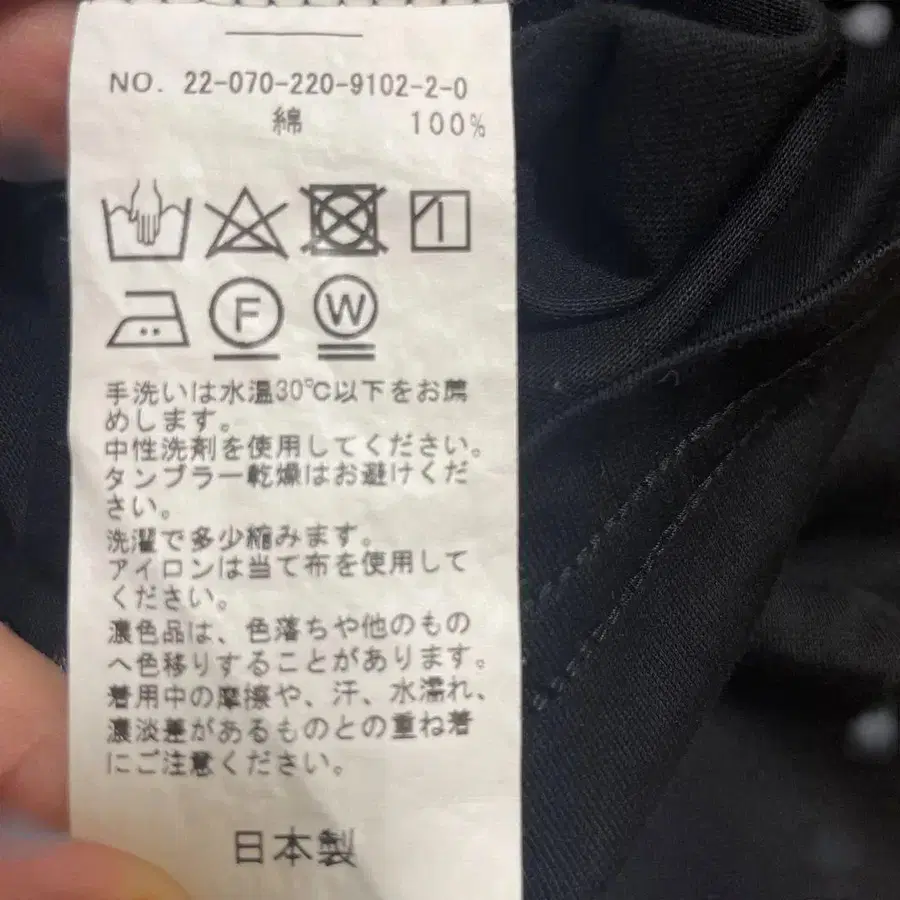 NO. 22-070-220-9102-2-0
綿 100%
F W
手洗いは水温30℃以下をお薦
めします。
中性洗剤を使用してください。
タンブラー乾燥はお避けくだ
さい。
洗濯で多少縮みます。
アイロンは当て布を使用して
ください。
濃色品は、色落ちや他のもの
へ色移りすることがあります。
着用中の摩擦や、汗、水濡れ、
濃淡差があるものとの重ね着
にご注意ください。
日本製